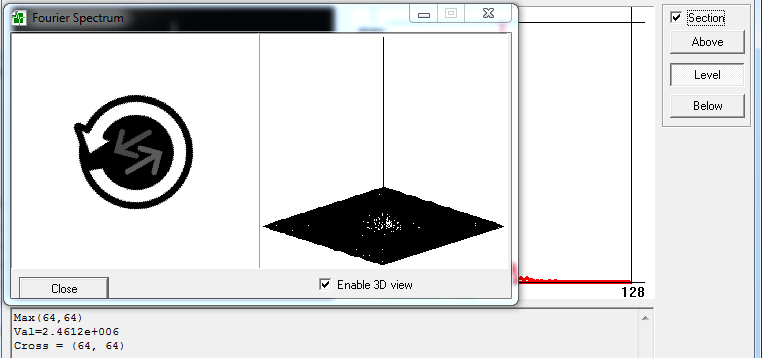 Fourier Spectrum
Section
Above
Level
Below
Close
Enable 3D view
128
Max(64,64)
Val=2.4612e+006
Cross = (64, 64)